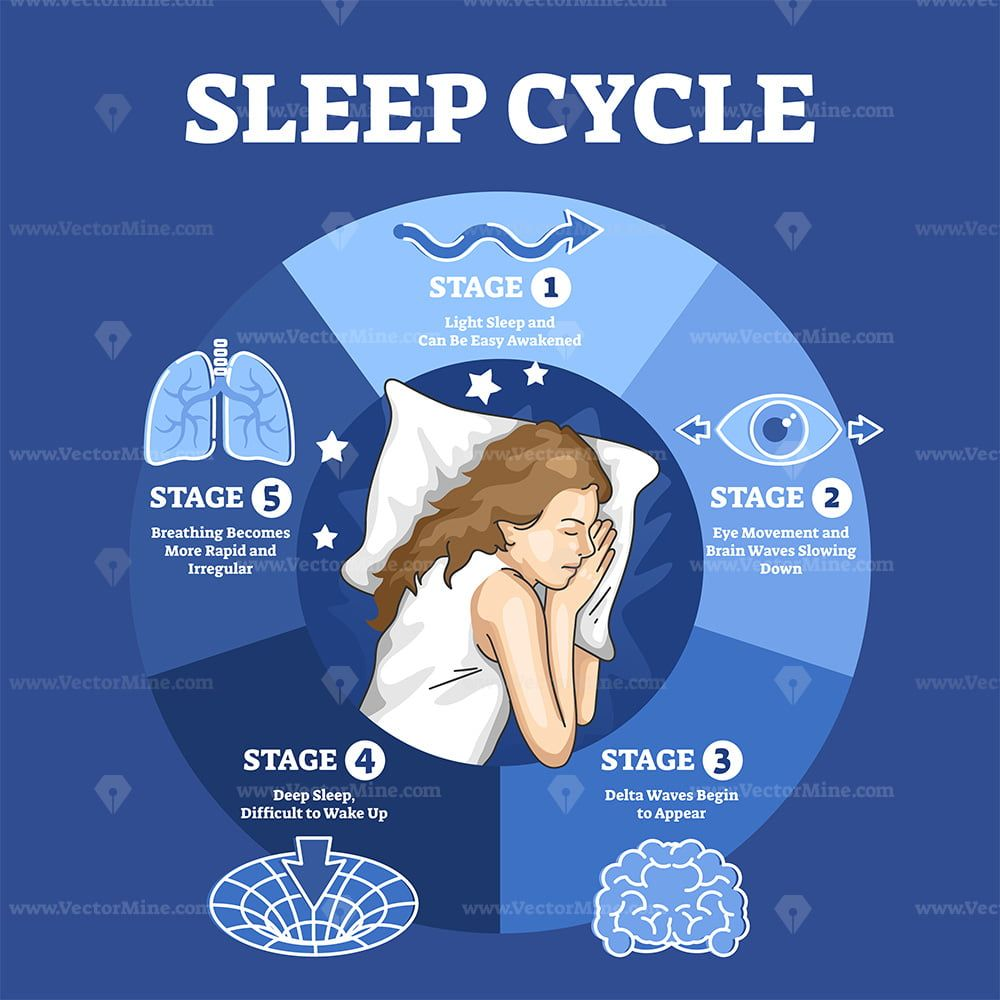 SLEEP CYCLE
STAGE 1
Light Sleep and
Can Be Easy Awakened
STAGE 2
Eye Movement and
Brain Waves Slowing
Down
STAGE 3
Delta Waves Begin
to Appear
STAGE 4
Deep Sleep,
Difficult to Wake Up
STAGE 5
Breathing Becomes
More Rapid and
Irregular
www.VectorMine.com